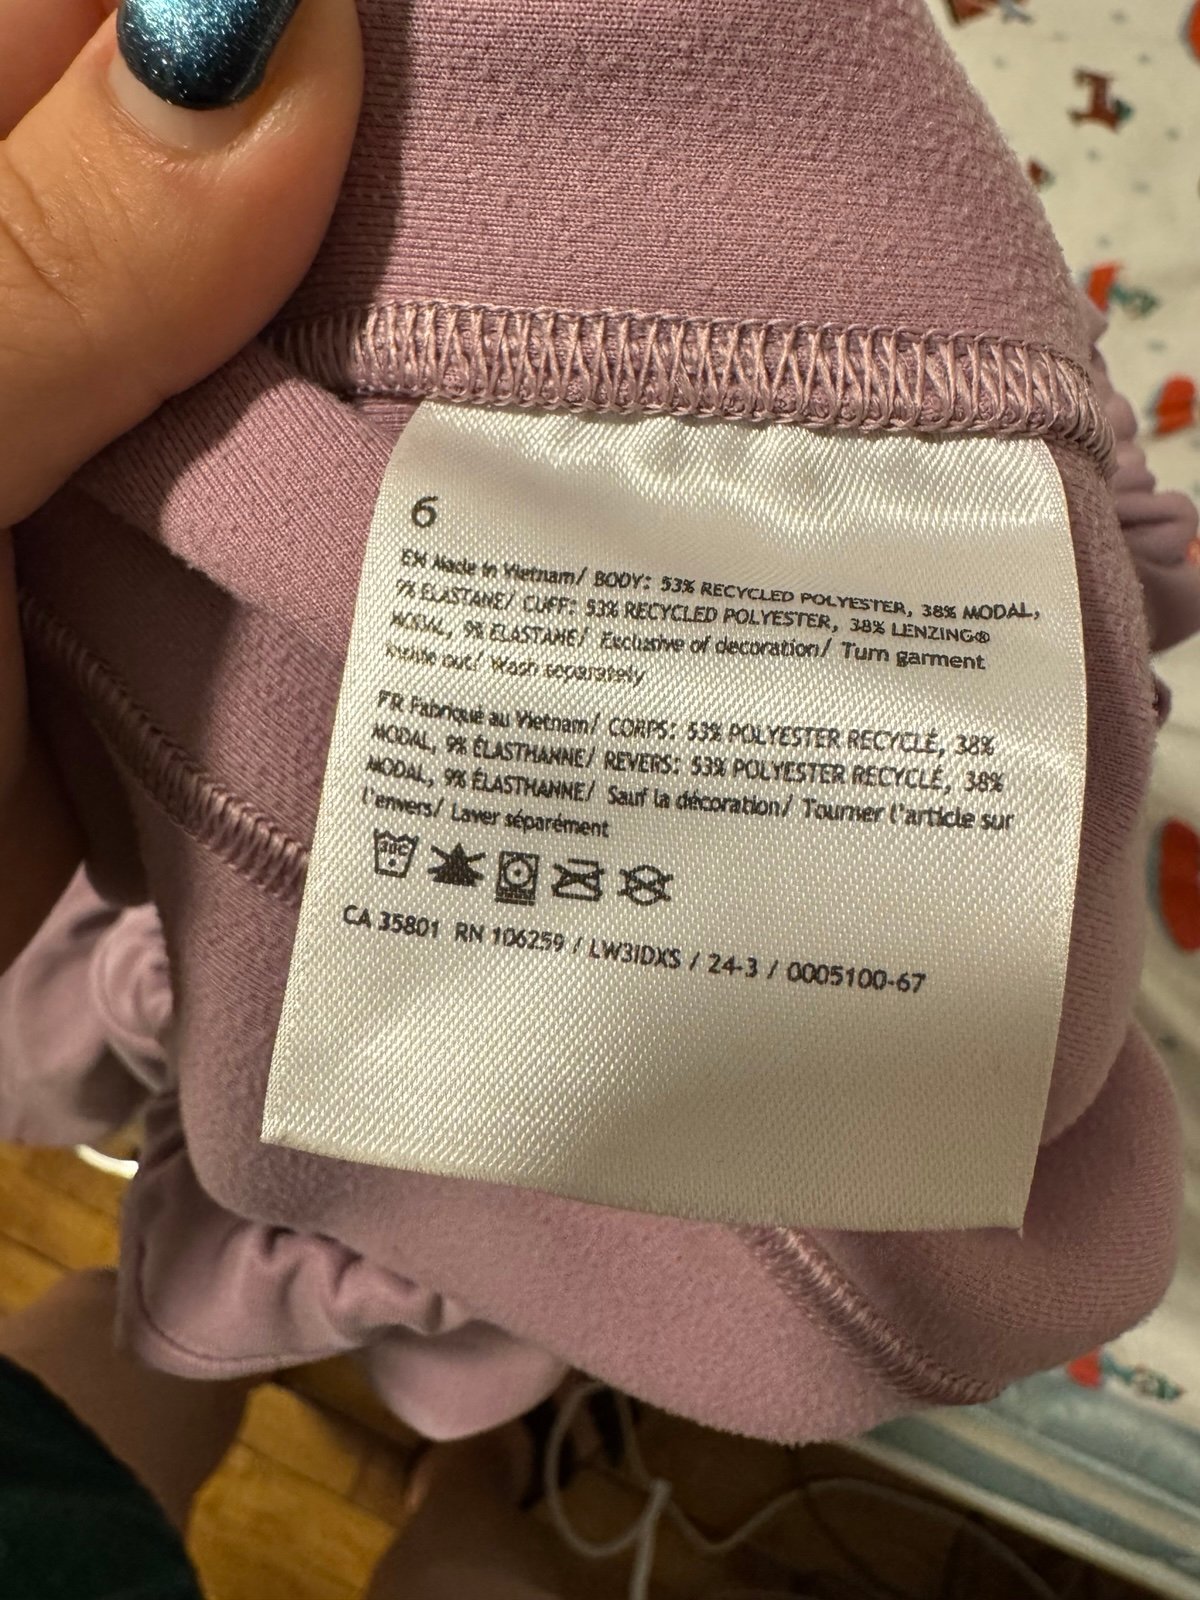 6
EN Made in Vietnam/ BODY: 53% RECYCLED POLYESTER, 38% MODAL,
9% ELASTANE/ CUFF: 53% RECYCLED POLYESTER, 38% LENZING®
MODAL, 9% ELASTANE/ Exclusive of decoration/ Turn garment
inside out/ Wash separately
FR Fabriqué au Vietnam/ CORPS: 53% POLYESTER RECYCLÉ, 38%
MODAL, 9% ÉLASTHANNE/ REVERS: 53% POLYESTER RECYCLÉ, 38%
MODAL, 9% ÉLASTHANNE/ Sauf la décoration/ Tourner l'article sur
l'envers/ Laver séparément
30C
CA 35801 RN 106259 / LW3IDXS / 24-3 / 0005100-67